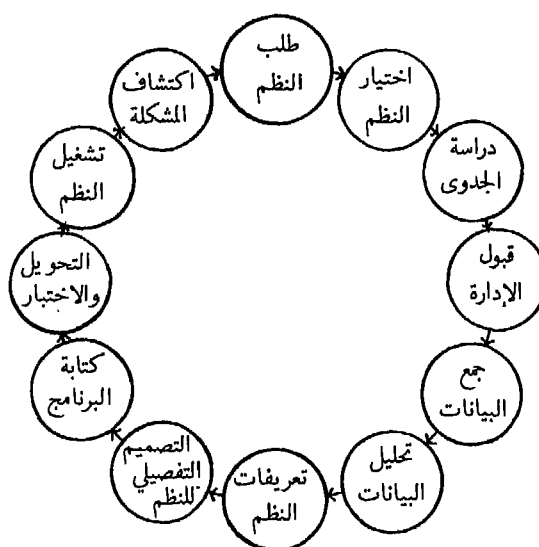 طلب
النظم
اختيار
النظم
دراسة
الجدوى
قبول
الإدارة
جمع
البيانات
تحليل
البيانات
تعريفات
النظم
التصميم
التفصيلي
للنظم
كتابة
البرنامج
التحويل
والاختبار
تشغيل
النظم
اكتشاف
المشكلة